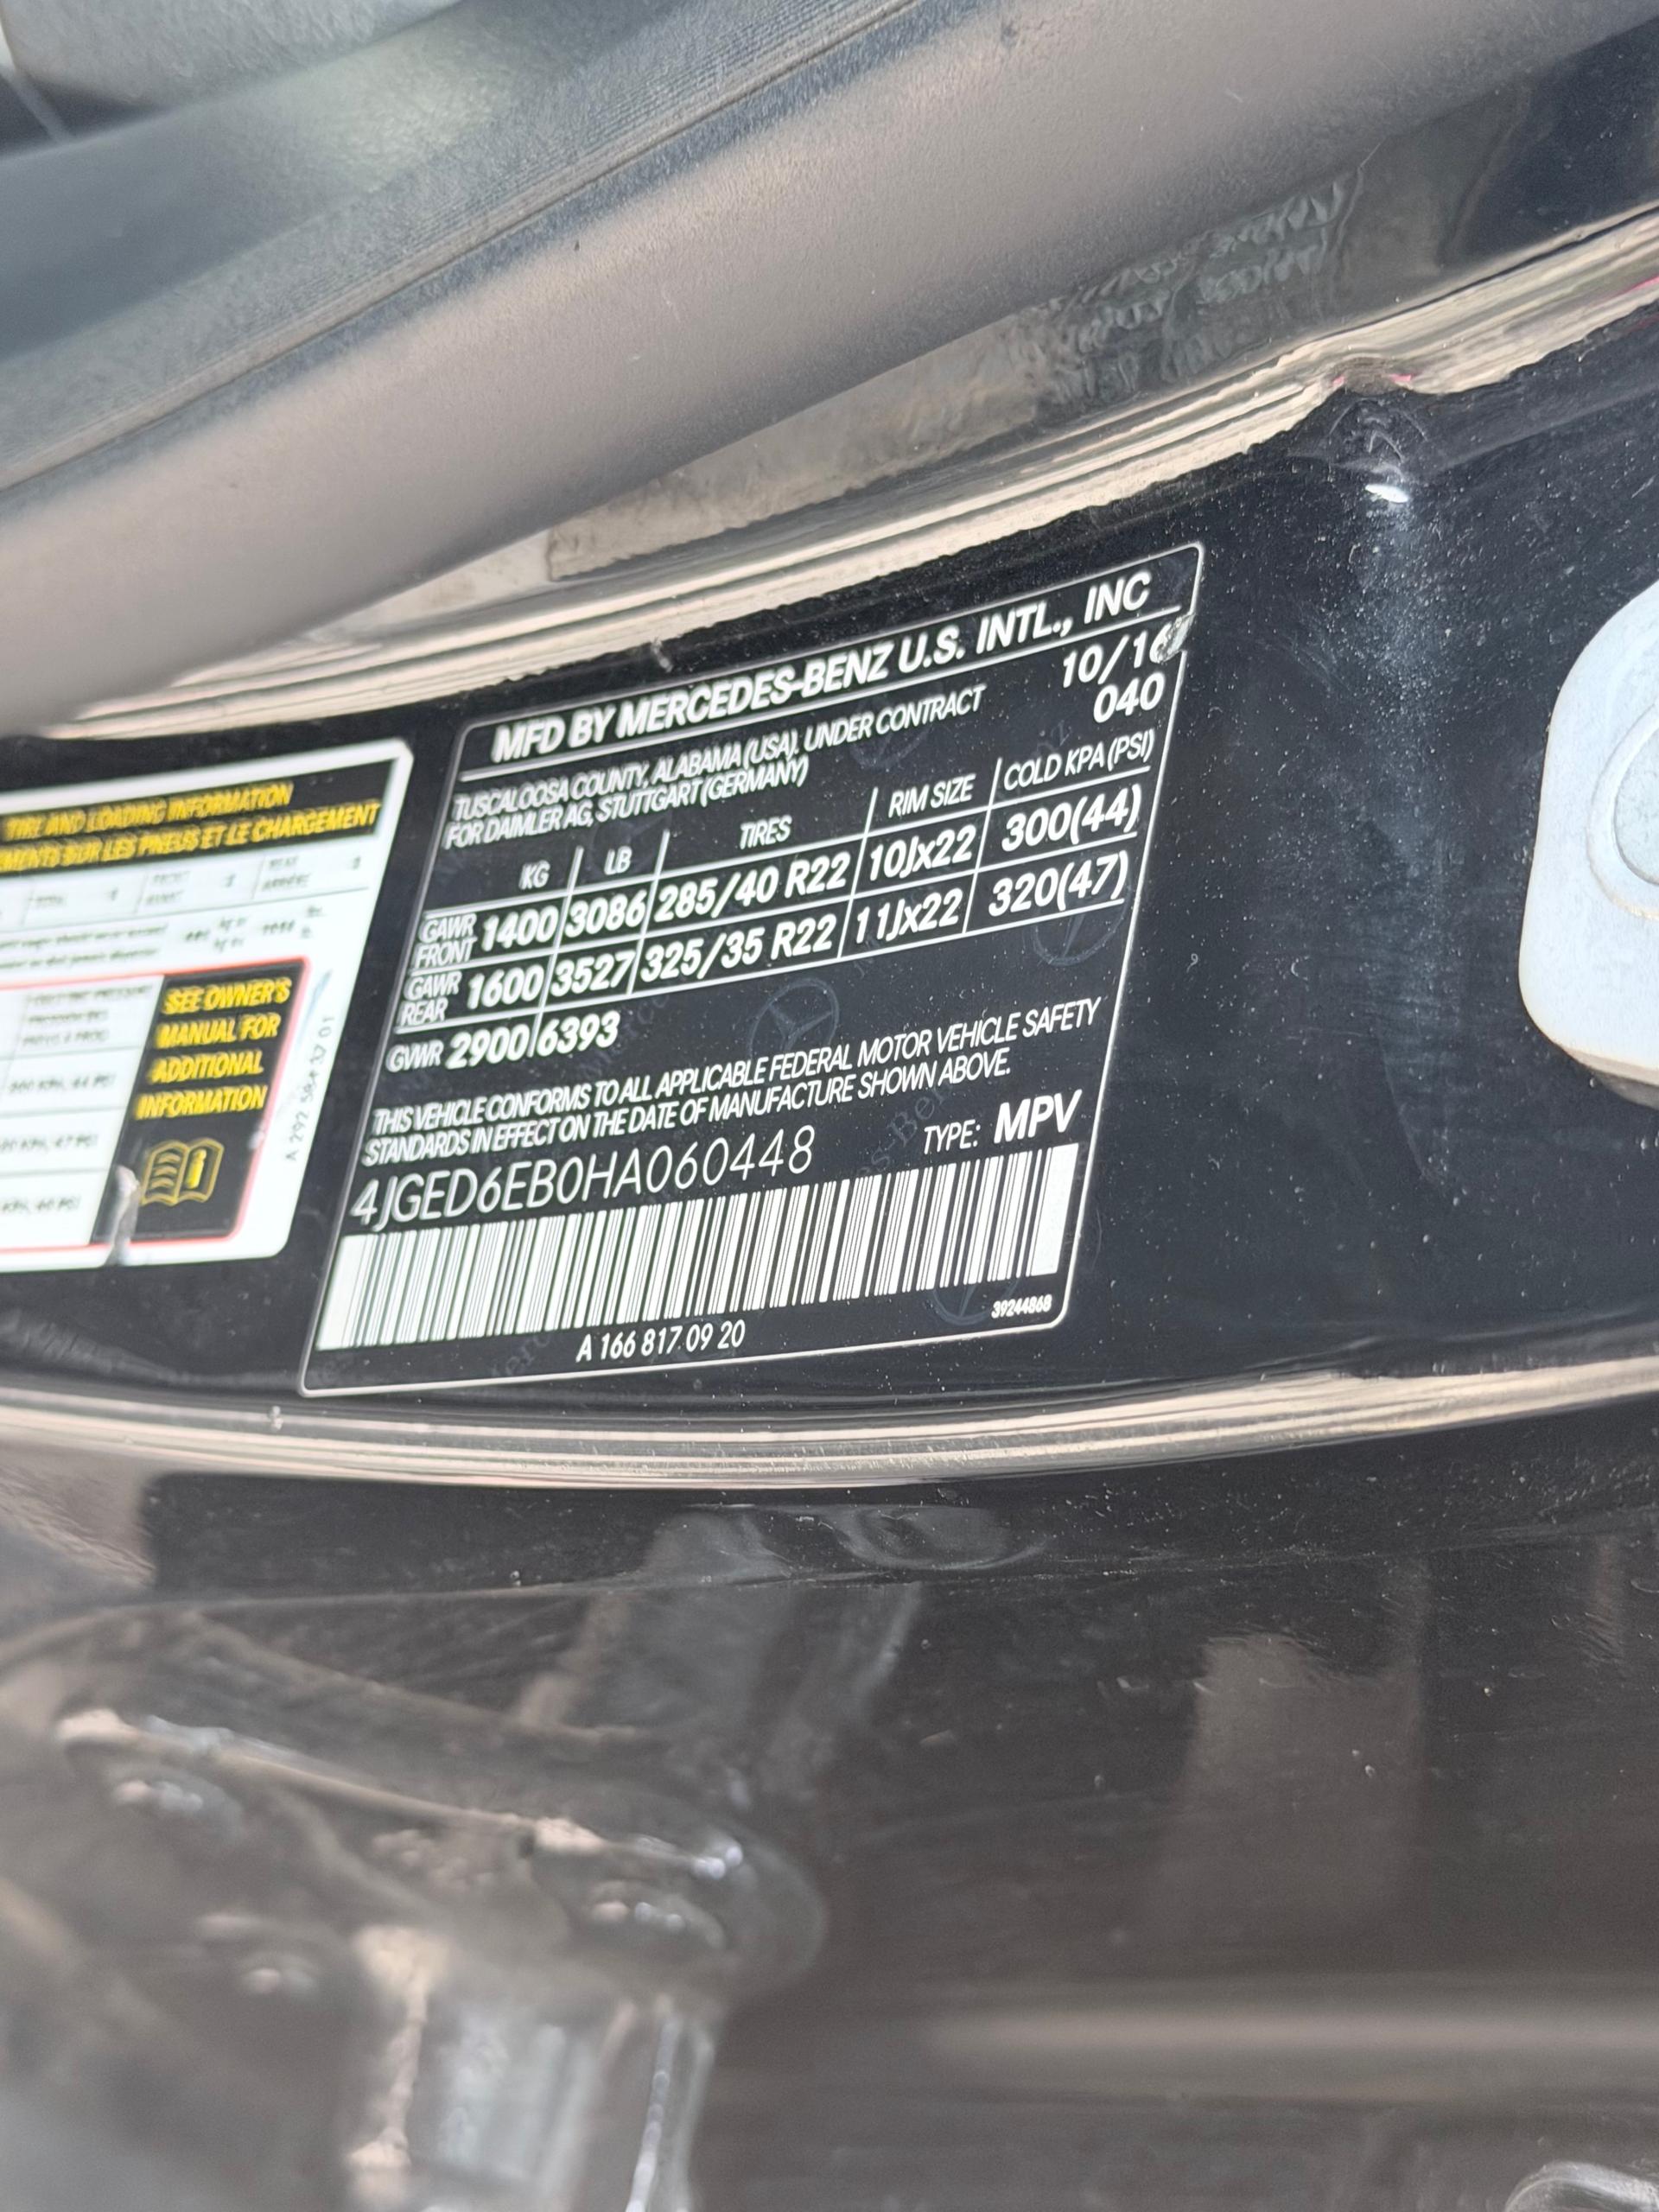 MFD BY MERCEDES-BENZ U.S. INTL., INC
TUSCALOOSA COUNTY, ALABAMA (USA). UNDER CONTRACT 10/16
FOR DAIMLER AG, STUTTGART (GERMANY) 040
KG LB TIRES RIM SIZE COLD KPA (PSI)
GAWR FRONT 1400 3086 285/40 R22 10Jx22 300(44)
GAWR REAR 1600 3527 325/35 R22 11Jx22 320(47)
GVWR 2900 6393
THIS VEHICLE CONFORMS TO ALL APPLICABLE FEDERAL MOTOR VEHICLE SAFETY
STANDARDS IN EFFECT ON THE DATE OF MANUFACTURE SHOWN ABOVE.
4JGED6EB0HA060448 TYPE: MPV
39244868
A 166 817 09 20
TIRE AND LOADING INFORMATION
SUR LES PNEUS ET LE CHARGEMENT
SEE OWNER'S
MANUAL FOR
ADDITIONAL
INFORMATION